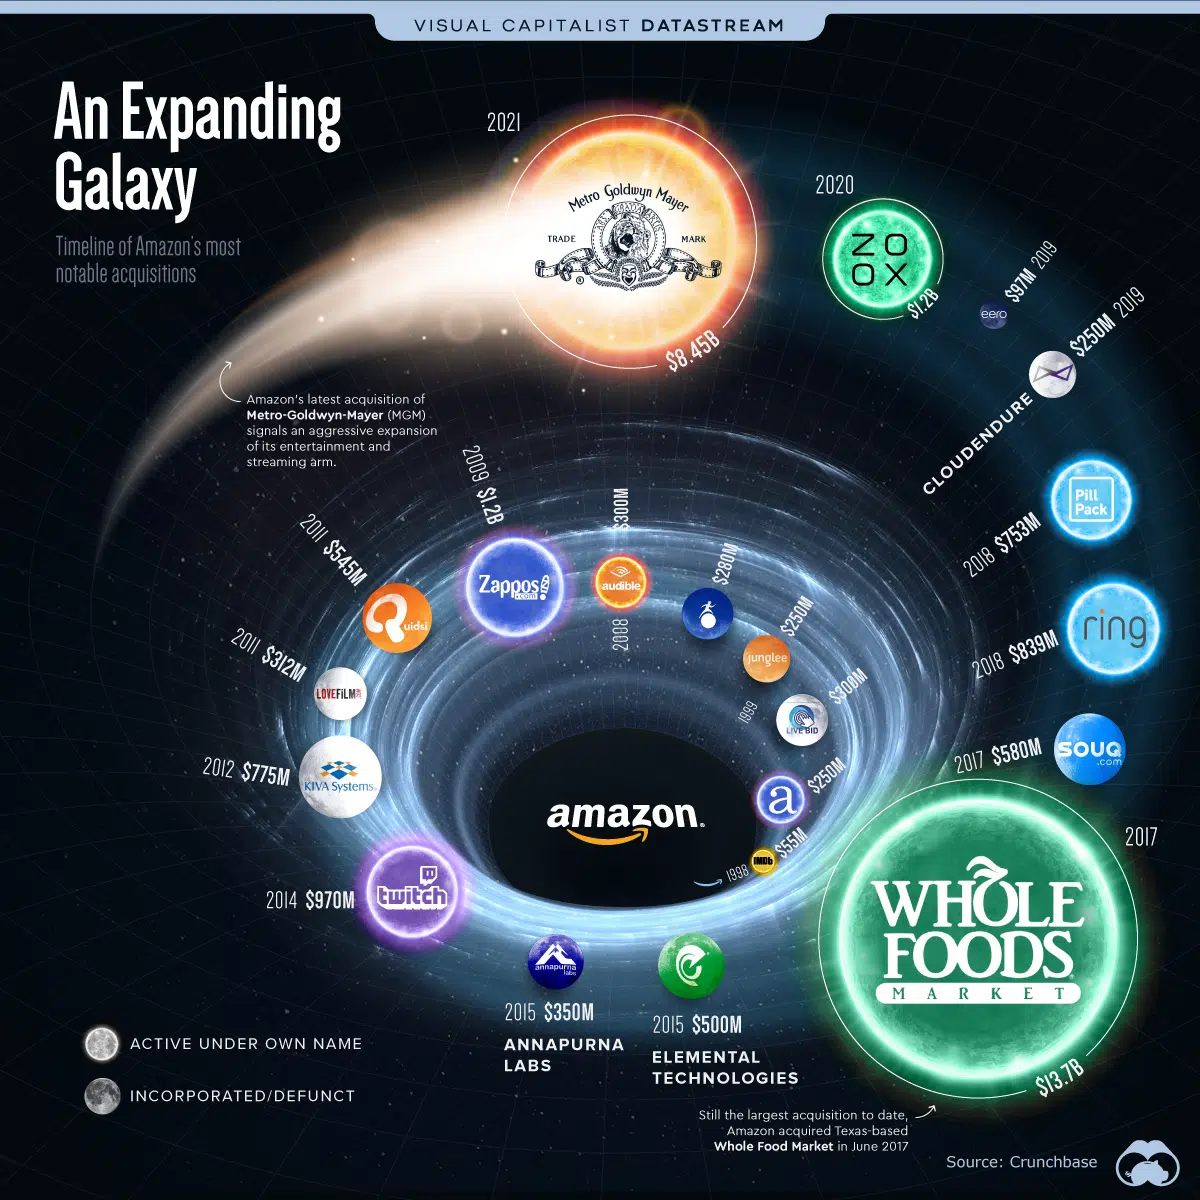 VISUAL CAPITALIST DATASTREAM
An Expanding
Galaxy
Timeline of Amazon's most
notable acquisitions
2021
Metro Goldwyn Mayer
TRADE
MARK
ARS GRATIA ARTIS
®
$8.45B
2020
ZO
OX
$1.2B
eero
$97M 2019
$250M 2019
CLOUDENDURE
Amazon's latest acquisition of
Metro-Goldwyn-Mayer (MGM)
signals an aggressive expansion
of its entertainment and
streaming arm.
Pill
Pack
2018 $753M
ring
2018 $839M
SOUQ
.com
2017 $580M
2009 $1.2B
Zappos
.com
$300M
audible
2008
$280M
junglee
$250M
1999
LIVE BID
$300M
a
$250M
IMDb
$55M
1998
2011 $545M
Quidsi
2011 $312M
LOVEFiLM
.COM
2012 $775M
KIVA Systems
amazon.
2014 $970M
twitch
annapurna
labs
2015 $350M
ANNAPURNA
LABS
e
2015 $500M
ELEMENTAL
TECHNOLOGIES
2017
WHOLE
FOODS
MARKET
$13.7B
ACTIVE UNDER OWN NAME
INCORPORATED/DEFUNCT
Still the largest acquisition to date,
Amazon acquired Texas-based
Whole Food Market in June 2017
Source: Crunchbase